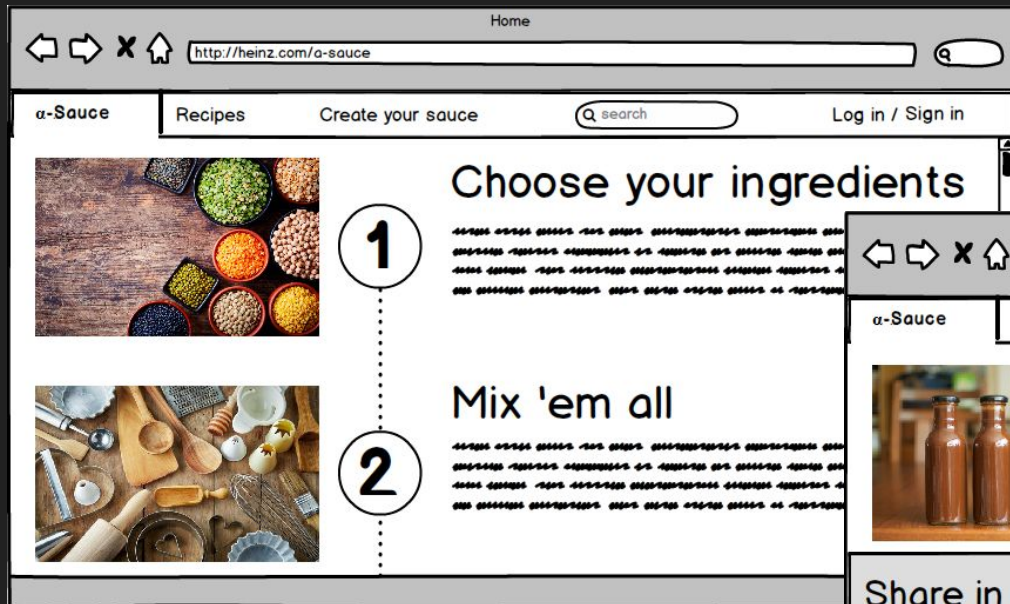 Home
http://heinz.com/α-sauce
α-Sauce
Recipes
Create your sauce
search
Log in / Sign in
Choose your ingredients
1
Mix 'em all
2
α-Sauce
Share in